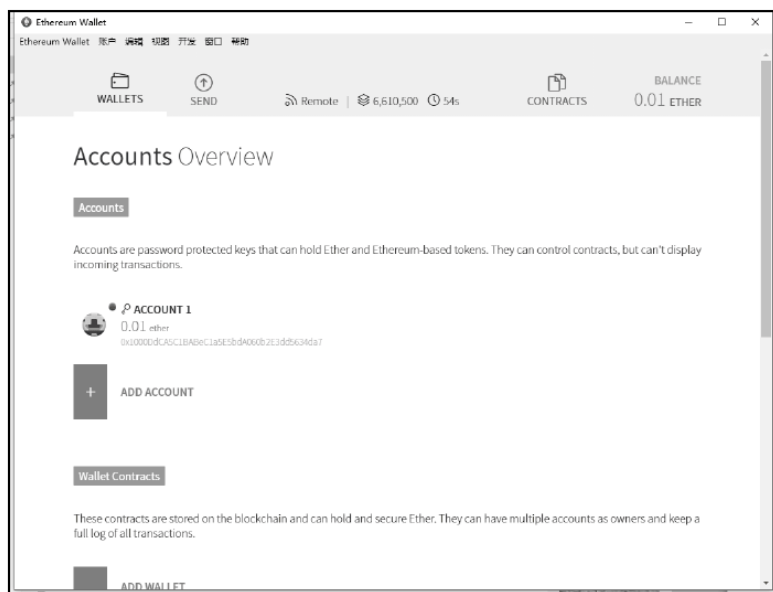 Ethereum Wallet
Ethereum Wallet 账户 编辑 视图 开发 窗口 帮助
WALLETS
SEND
Remote | 6,610,500 54s
CONTRACTS
BALANCE
0.01 ETHER
Accounts Overview
Accounts
Accounts are password protected keys that can hold Ether and Ethereum-based tokens. They can control contracts, but can't display
incoming transactions.
ACCOUNT 1
0.01 ether
ADD ACCOUNT
Wallet Contracts
These contracts are stored on the blockchain and can hold and secure Ether. They can have multiple accounts as owners and keep a
full log of all transactions.
ADD WALLET